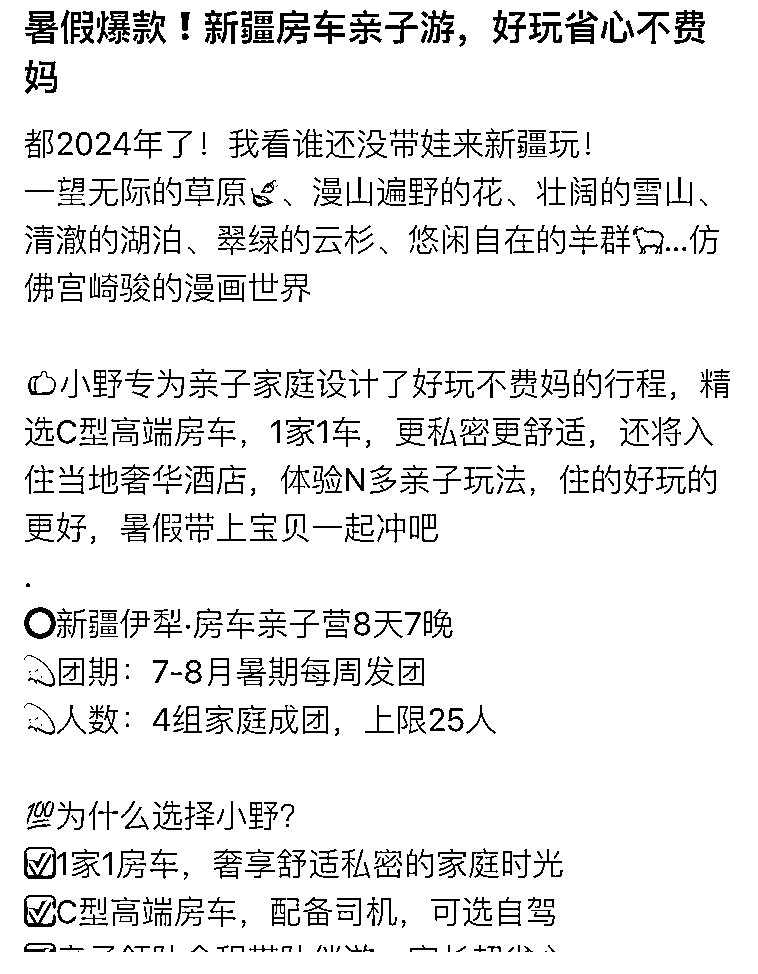 暑假爆款！新疆房车亲子游，好玩省心不费
妈
都2024年了！我看谁还没带娃来新疆玩！
一望无际的草原🌿、漫山遍野的花、壮阔的雪山、
清澈的湖泊、翠绿的云杉、悠闲自在的羊群🐑...仿
佛宫崎骏的漫画世界
👍小野专为亲子家庭设计了好玩不费妈的行程，精
选C型高端房车，1家1车，更私密更舒适，还将入
住当地奢华酒店，体验N多亲子玩法，住的好玩的
更好，暑假带上宝贝一起冲吧
.
⭕新疆伊犁·房车亲子营8天7晚
💫团期：7-8月暑期每周发团
💫人数：4组家庭成团，上限25人
💯为什么选择小野？
☑1家1房车，奢享舒适私密的家庭时光
☑C型高端房车，配备司机，可选自驾